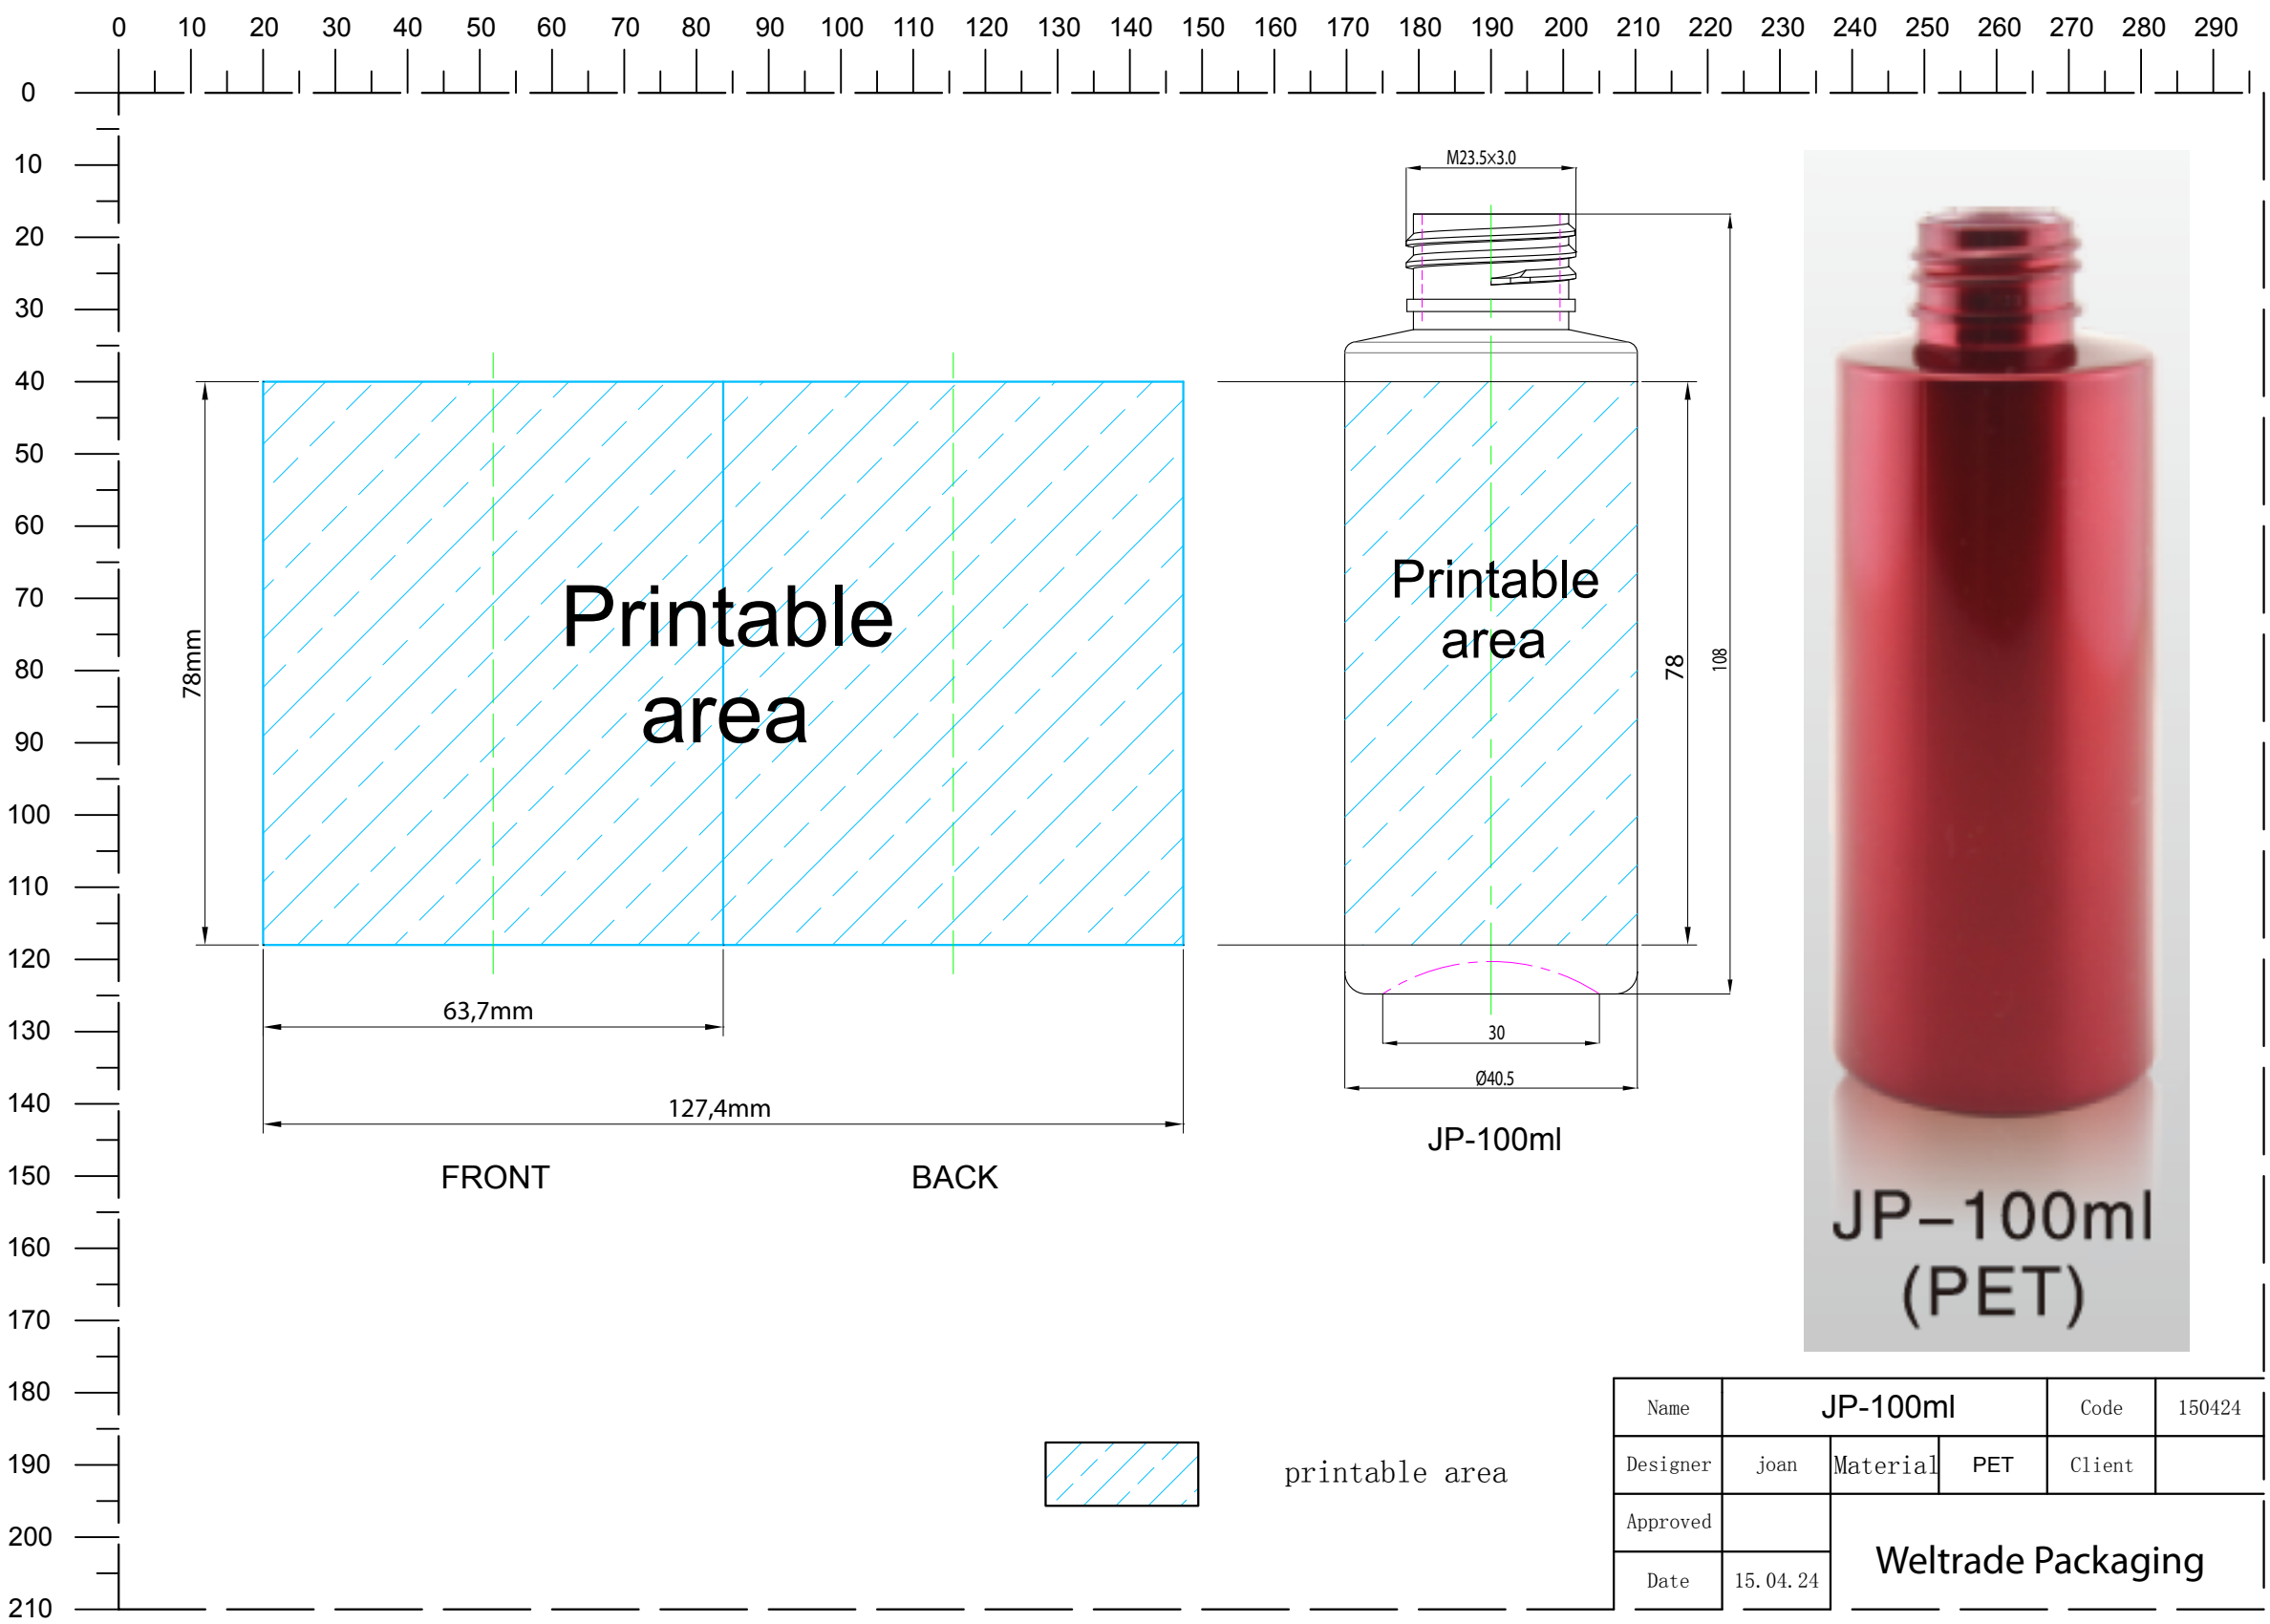 0 10 20 30 40 50 60 70 80 90 100 110 120 130 140 150 160 170 180 190 200 210 220 230 240 250 260 270 280 290
0
10
20
30
40
50
60
70
80
90
100
110
120
130
140
150
160
170
180
190
200
210
78mm
Printable
area
63,7mm
127,4mm
FRONT
BACK
M23.5×3.0
Printable
area
78
108
30
Ø40.5
JP-100ml
JP–100ml
(PET)
printable area
Name JP-100ml Code 150424
Designer joan Material PET Client
Approved
Date 15.04.24
Weltrade Packaging